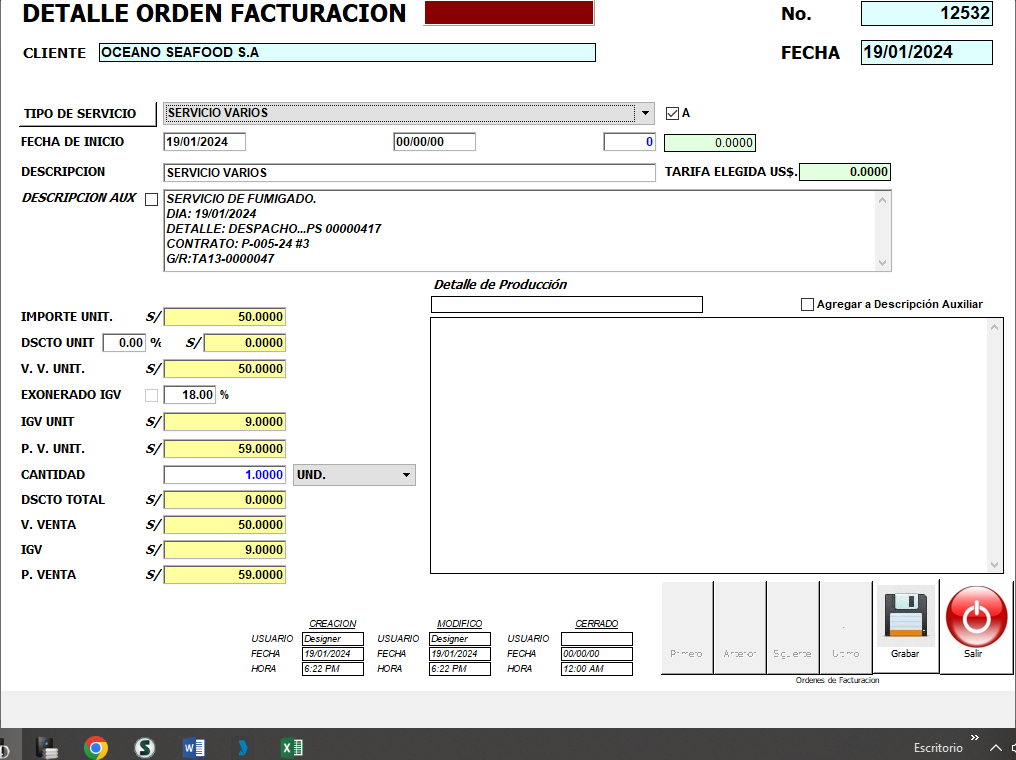 DETALLE ORDEN FACTURACION
No. 12532
CLIENTE OCEANO SEAFOOD S.A
FECHA 19/01/2024
TIPO DE SERVICIO SERVICIO VARIOS A
FECHA DE INICIO 19/01/2024 00/00/00 0 0.0000
DESCRIPCION SERVICIO VARIOS TARIFA ELEGIDA US$. 0.0000
DESCRIPCION AUX
SERVICIO DE FUMIGADO.
DIA: 19/01/2024
DETALLE: DESPACHO...PS 00000417
CONTRATO: P-005-24 #3
G/R:TA13-0000047
Detalle de Producción
Agregar a Descripción Auxiliar
IMPORTE UNIT. S/ 50.0000
DSCTO UNIT 0.00 % S/ 0.0000
V. V. UNIT. S/ 50.0000
EXONERADO IGV 18.00 %
IGV UNIT S/ 9.0000
P. V. UNIT. S/ 59.0000
CANTIDAD 1.0000 UND.
DSCTO TOTAL S/ 0.0000
V. VENTA S/ 50.0000
IGV S/ 9.0000
P. VENTA S/ 59.0000
CREACION MODIFICO CERRADO
USUARIO Designer USUARIO Designer USUARIO
FECHA 19/01/2024 FECHA 19/01/2024 FECHA 00/00/00
HORA 6:22 PM HORA 6:22 PM HORA 12:00 AM
Primero Anterior Siguiente Ultimo Grabar Salir
Ordenes de Facturacion
Escritorio